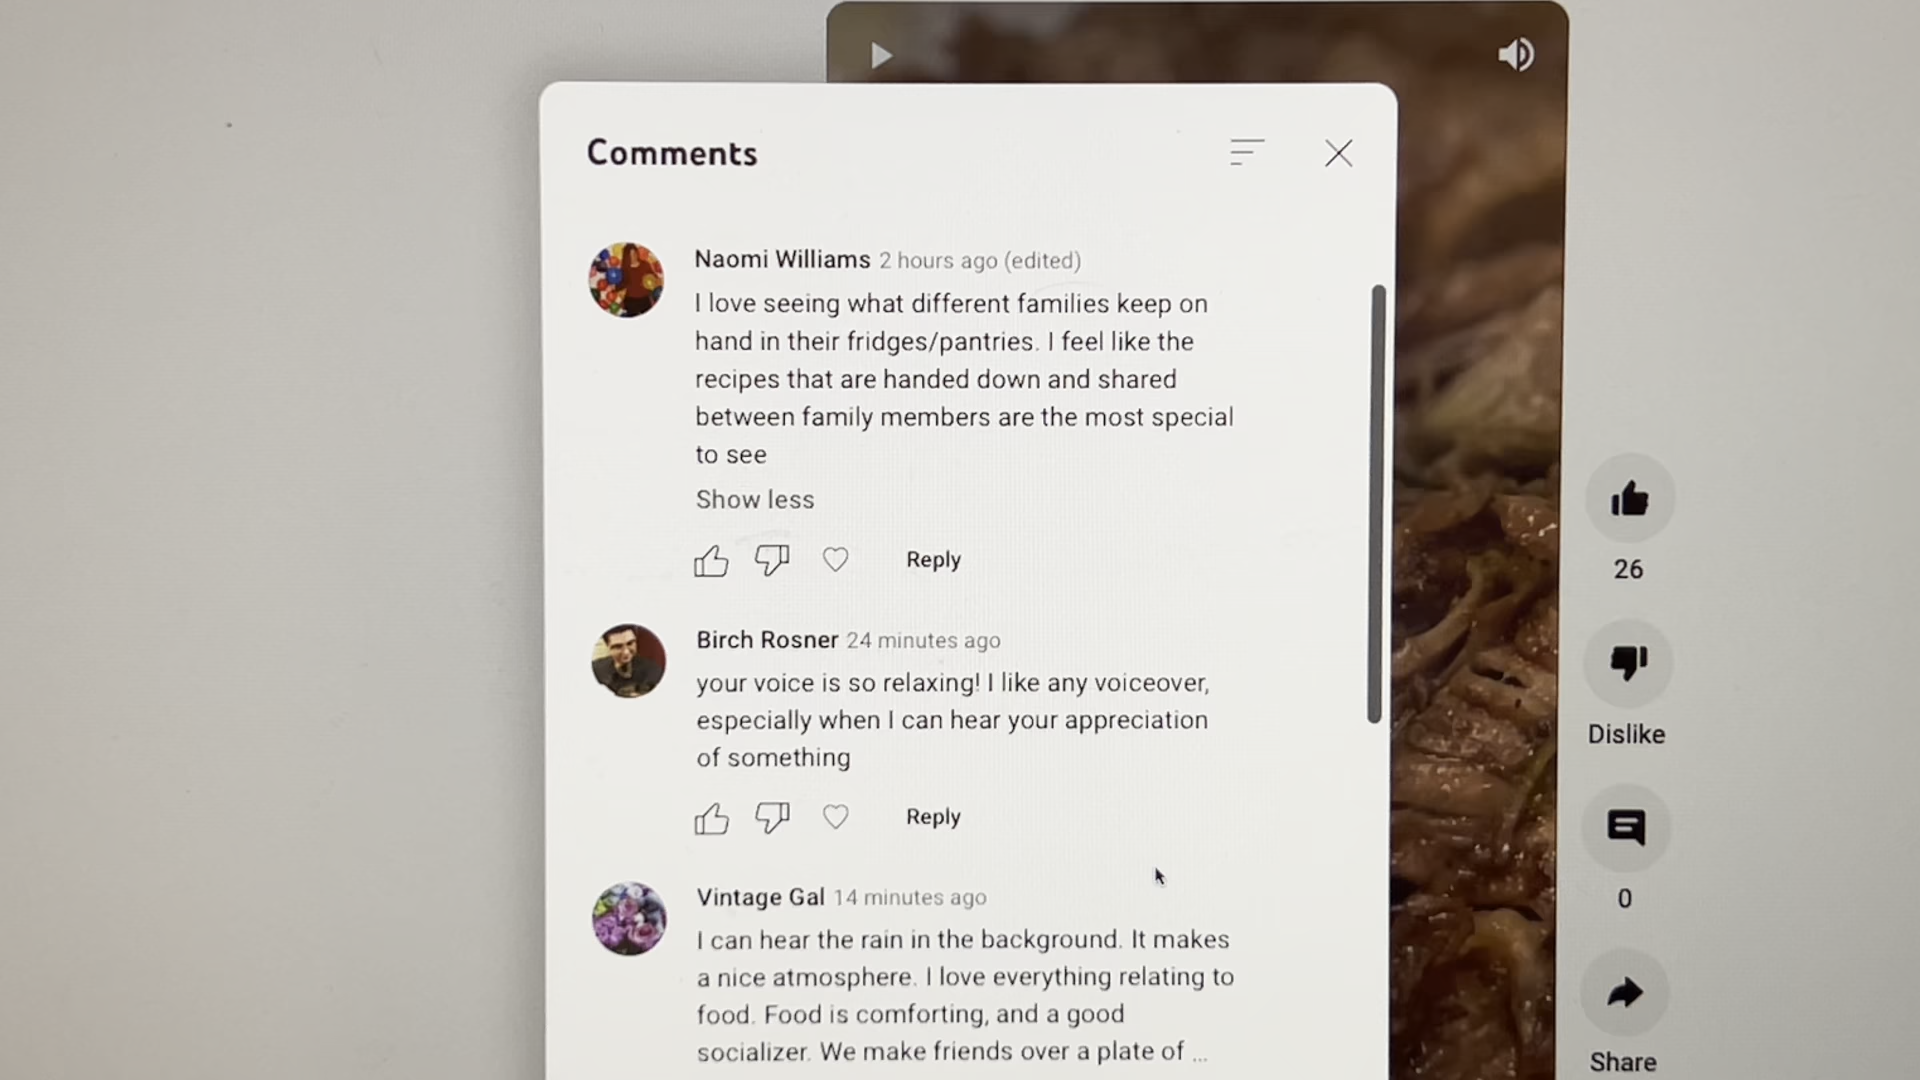 Comments
Naomi Williams 2 hours ago (edited)
I love seeing what different families keep on
hand in their fridges/pantries. I feel like the
recipes that are handed down and shared
between family members are the most special
to see
Show less
Reply
Birch Rosner 24 minutes ago
your voice is so relaxing! I like any voiceover,
especially when I can hear your appreciation
of something
Reply
Vintage Gal 14 minutes ago
I can hear the rain in the background. It makes
a nice atmosphere. I love everything relating to
food. Food is comforting, and a good
socializer. We make friends over a plate of ...
26
Dislike
0
Share